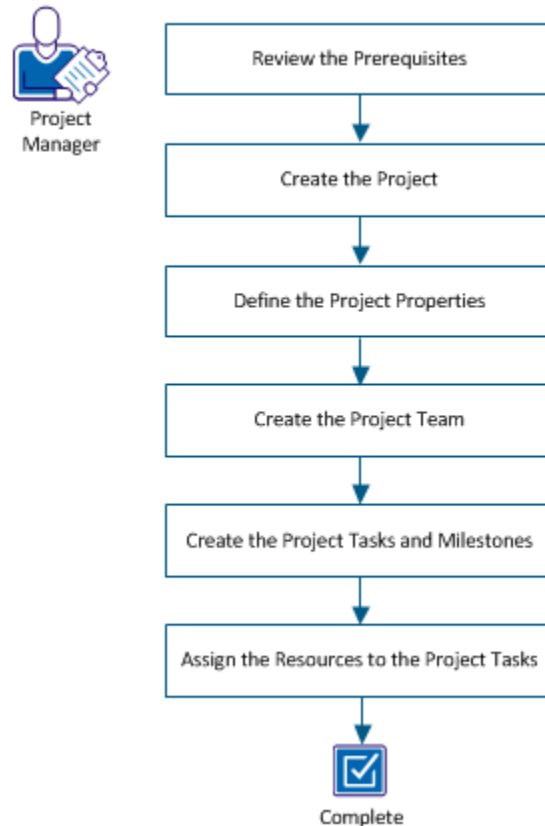 Project
Manager
Review the Prerequisites
Create the Project
Define the Project Properties
Create the Project Team
Create the Project Tasks and Milestones
Assign the Resources to the Project Tasks
Complete